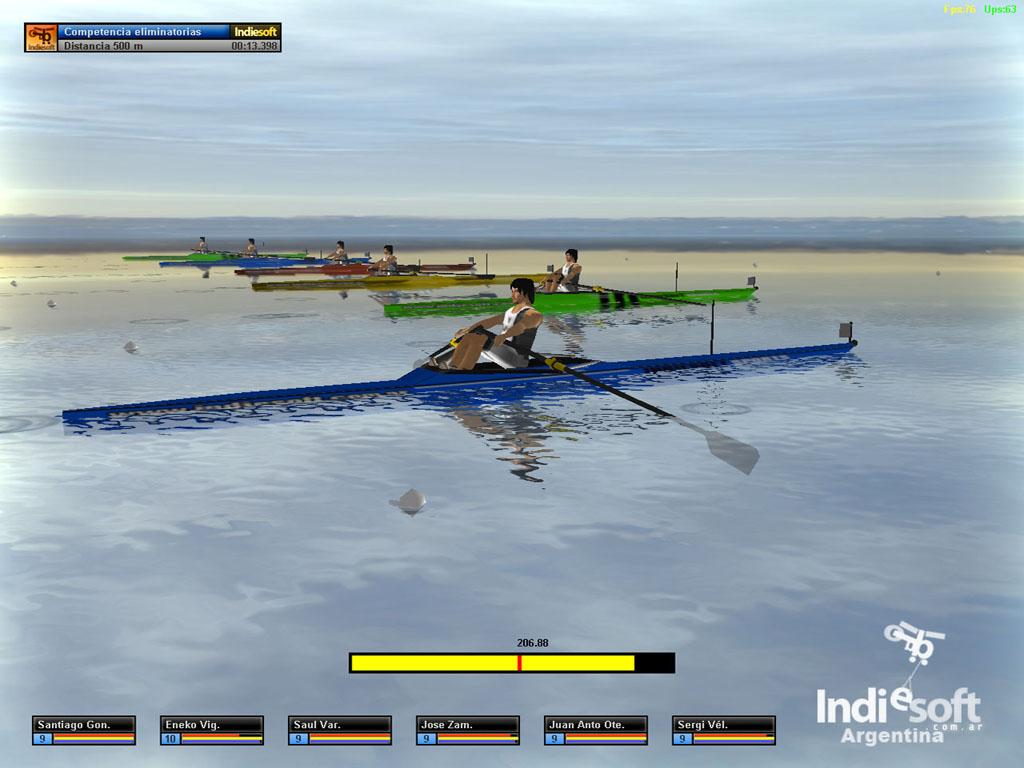 Fps:76 Ups:63
Competencia eliminatorias Indiesoft
Indiesoft Distancia 500 m 00:13.398
206.88
Santiago Gon. Eneko Vig. Saul Var. Jose Zam. Juan Anto Ote. Sergi Vél.
9 10 9 9 9 9
Indiesoft
.com.ar
Argentina